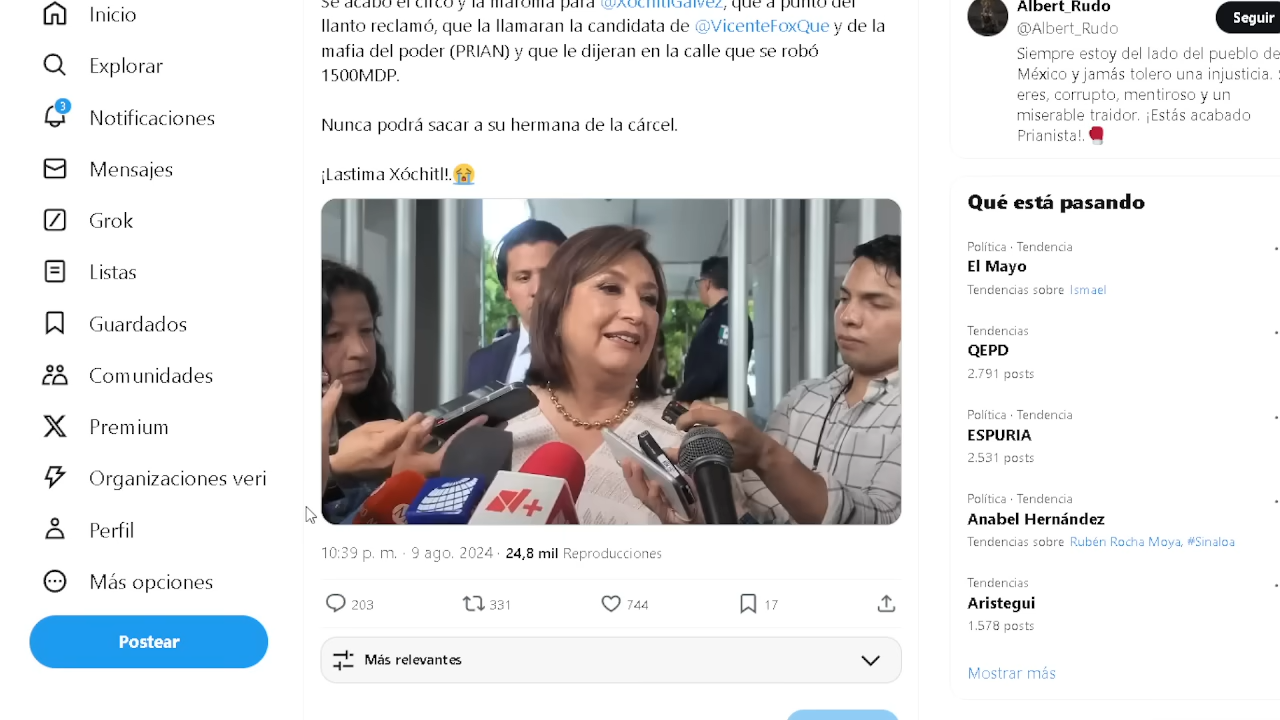 Inicio
Explorar
3
Notificaciones
Mensajes
Grok
Listas
Guardados
Comunidades
Premium
Organizaciones veri
Perfil
Más opciones
Postear
Se acabó el circo y la maroma para @XochitlGalvez, que a punto del
llanto reclamó, que la llamaran la candidata de @VicenteFoxQue y de la
mafia del poder (PRIAN) y que le dijeran en la calle que se robó
1500MDP.
Nunca podrá sacar a su hermana de la cárcel.
¡Lastima Xóchitl!.😭
10:39 p. m. · 9 ago. 2024 · 24,8 mil Reproducciones
203 331 744 17
Más relevantes
Albert_Rudo
@Albert_Rudo
Seguir
Siempre estoy del lado del pueblo de
México y jamás tolero una injusticia. S
eres, corrupto, mentiroso y un
miserable traidor. ¡Estás acabado
Prianista!.🥊
Qué está pasando
Política · Tendencia
El Mayo
Tendencias sobre Ismael
Tendencias
QEPD
2.791 posts
Política · Tendencia
ESPURIA
2.531 posts
Política · Tendencia
Anabel Hernández
Tendencias sobre Rubén Rocha Moya, #Sinaloa
Tendencias
Aristegui
1.578 posts
Mostrar más